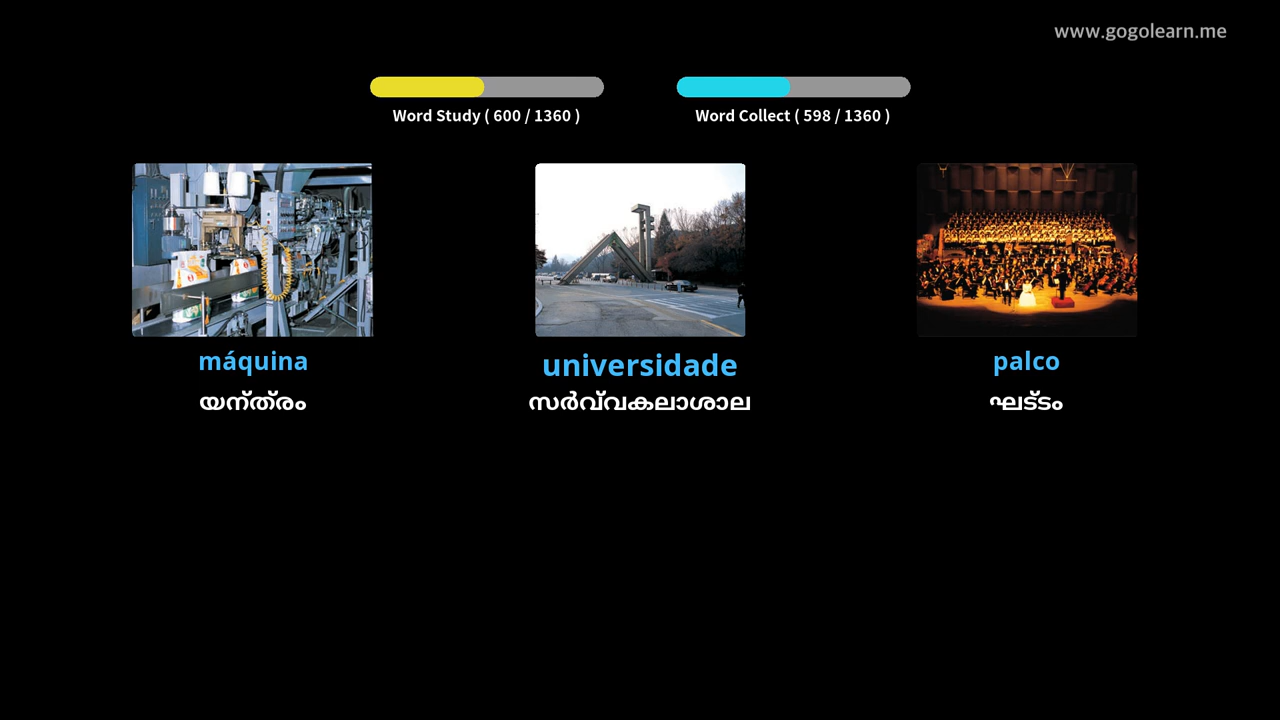 www.gogolearn.me
Word Study ( 600 / 1360 )
Word Collect ( 598 / 1360 )
máquina
universidade
palco
യന്ത്രം
സർവ്വകലാശാല
ഘട്ടം